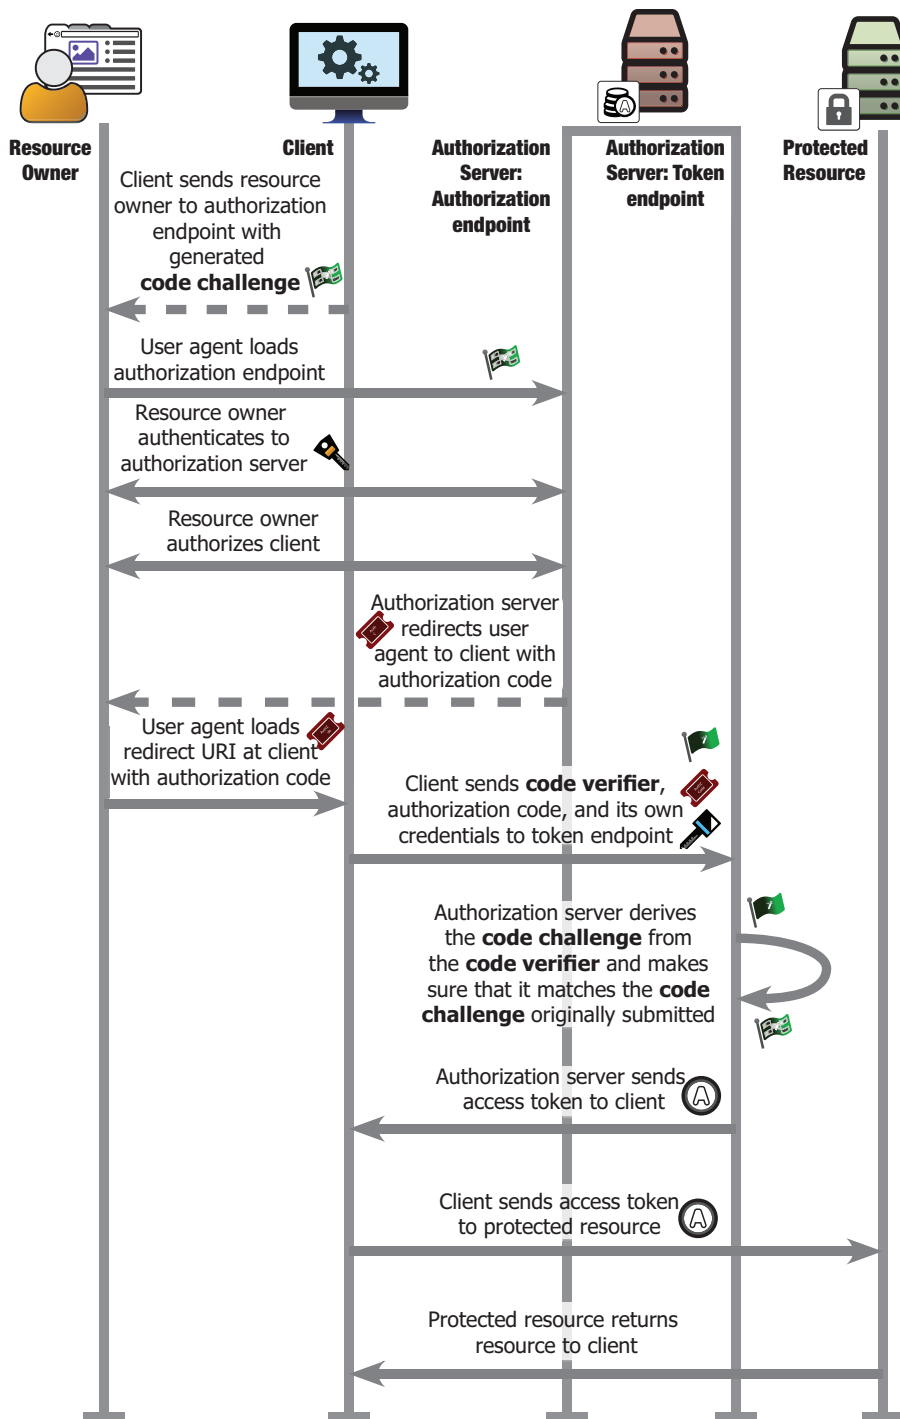 Resource
Owner
Client
Authorization
Server:
Authorization
endpoint
Authorization
Server: Token
endpoint
Protected
Resource
Client sends resource
owner to authorization
endpoint with
generated
code challenge
User agent loads
authorization endpoint
Resource owner
authenticates to
authorization server
Resource owner
authorizes client
Authorization server
redirects user
agent to client with
authorization code
User agent loads
redirect URI at client
with authorization code
Client sends code verifier,
authorization code, and its own
credentials to token endpoint
Authorization server derives
the code challenge from
the code verifier and makes
sure that it matches the code
challenge originally submitted
Authorization server sends
access token to client
A
Client sends access token
to protected resource
A
Protected resource returns
resource to client